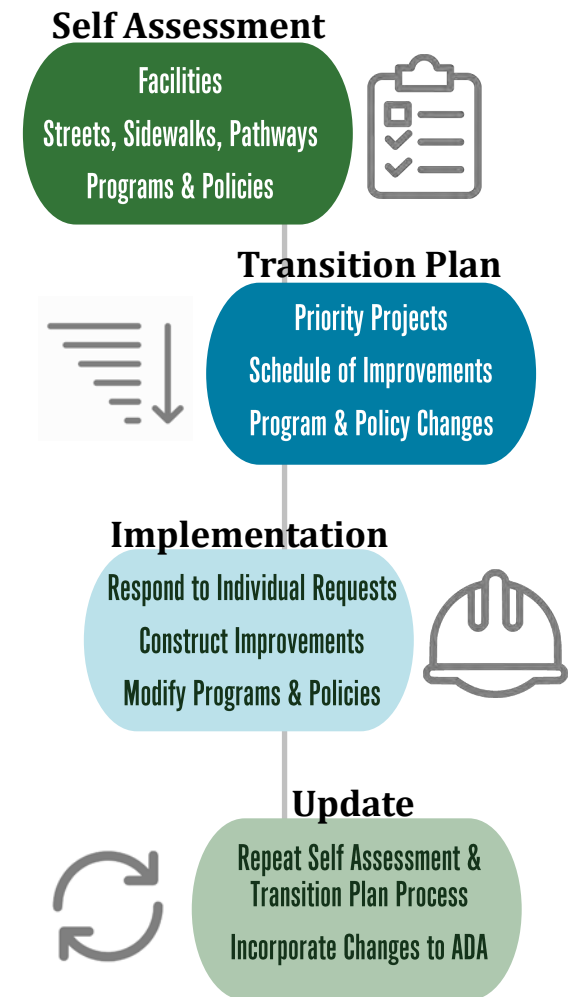 Self Assessment
Facilities
Streets, Sidewalks, Pathways
Programs & Policies
Transition Plan
Priority Projects
Schedule of Improvements
Program & Policy Changes
Implementation
Respond to Individual Requests
Construct Improvements
Modify Programs & Policies
Update
Repeat Self Assessment &
Transition Plan Process
Incorporate Changes to ADA